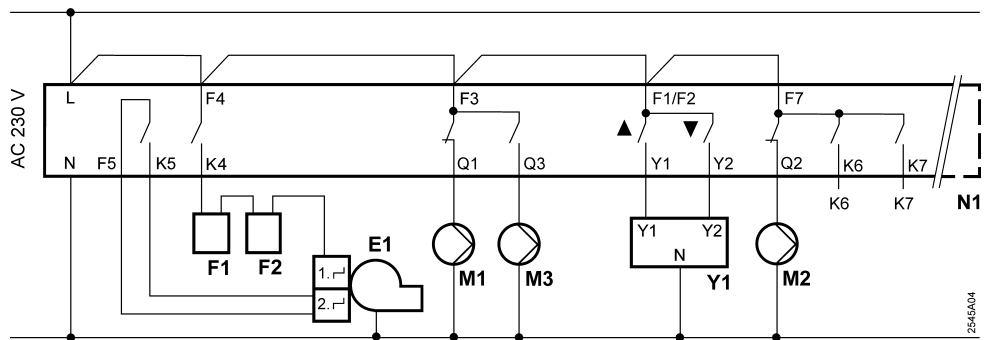 AC 230 V
L F4 F3 F1/F2 F7
N F5 K5 K4 Q1 Q3 Y1 Y2 Q2 K6 K7
K6 K7 N1
F1 F2 E1
1.
2.
M1 M3
Y1 Y2
N
Y1
M2
2545A04